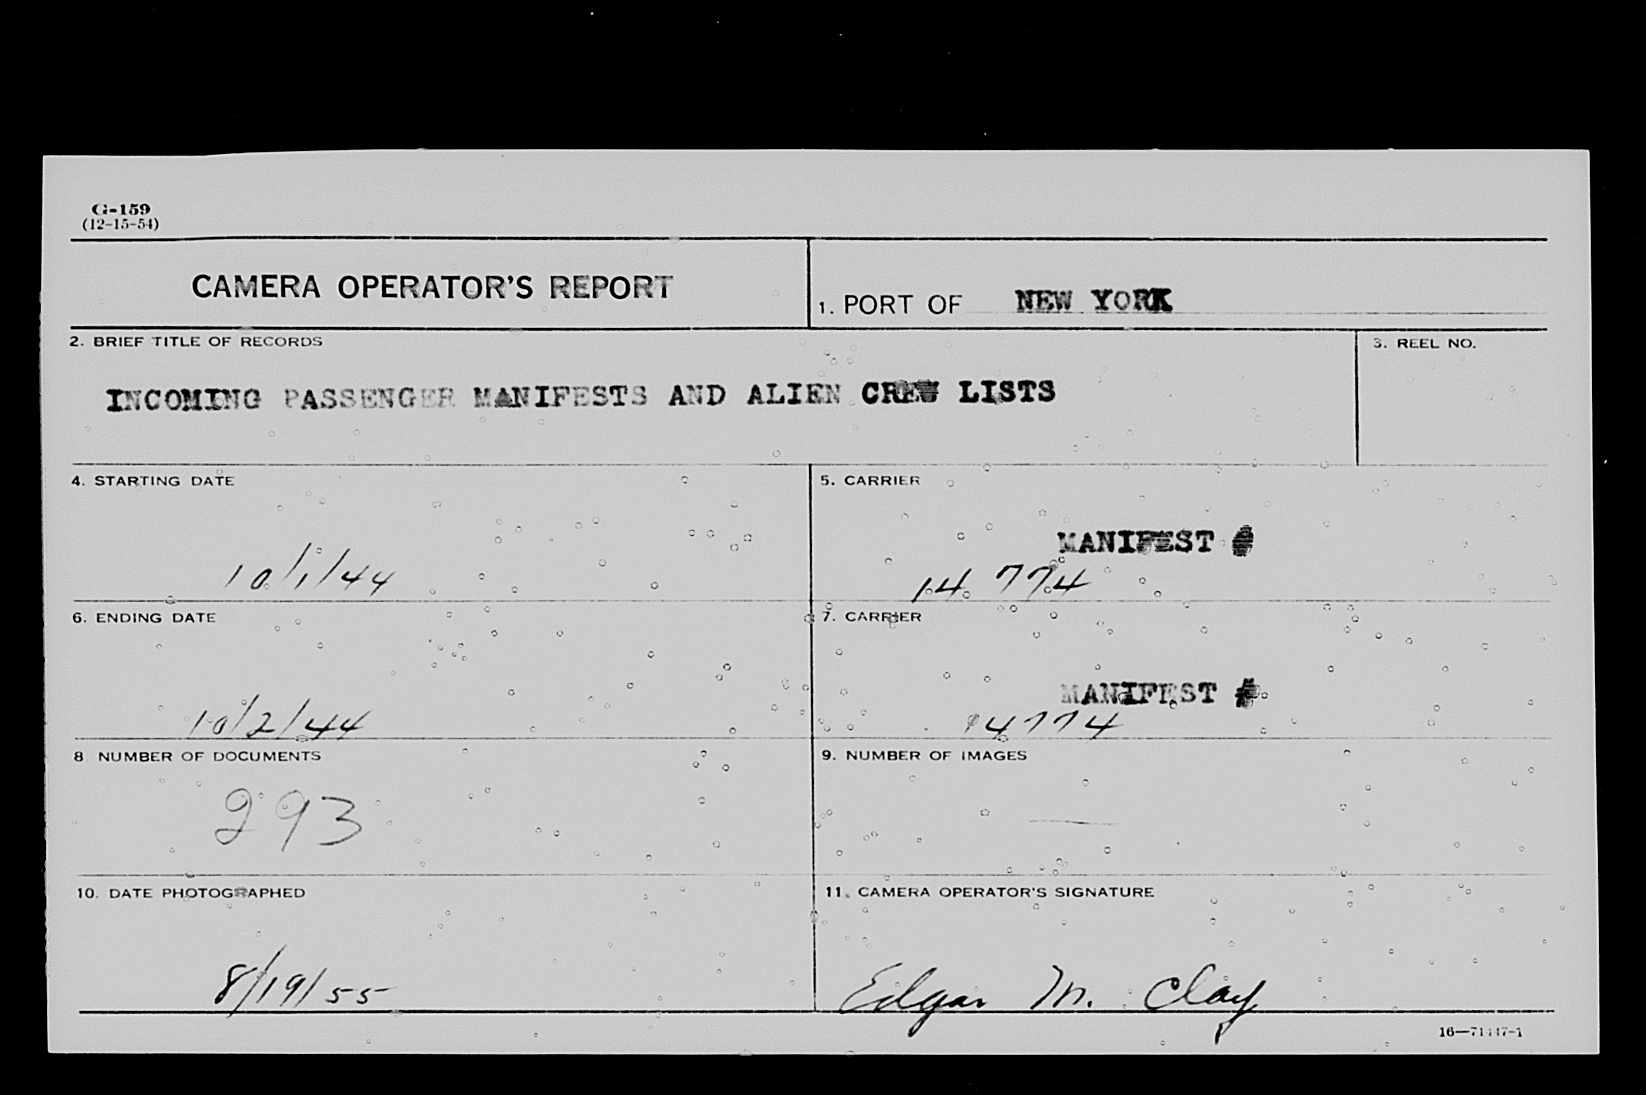 G-159
(12-15-54)
CAMERA OPERATOR'S REPORT
1. PORT OF NEW YORK
2. BRIEF TITLE OF RECORDS
3. REEL NO.
INCOMING PASSENGER MANIFESTS AND ALIEN CREW LISTS
4. STARTING DATE
10/1/44
5. CARRIER
MANIFEST #
14774
6. ENDING DATE
10/2/44
7. CARRIER
MANIFEST #
14774
8 NUMBER OF DOCUMENTS
293
9. NUMBER OF IMAGES
10. DATE PHOTOGRAPHED
8/19/55
11. CAMERA OPERATOR'S SIGNATURE
Edgar M. Clay